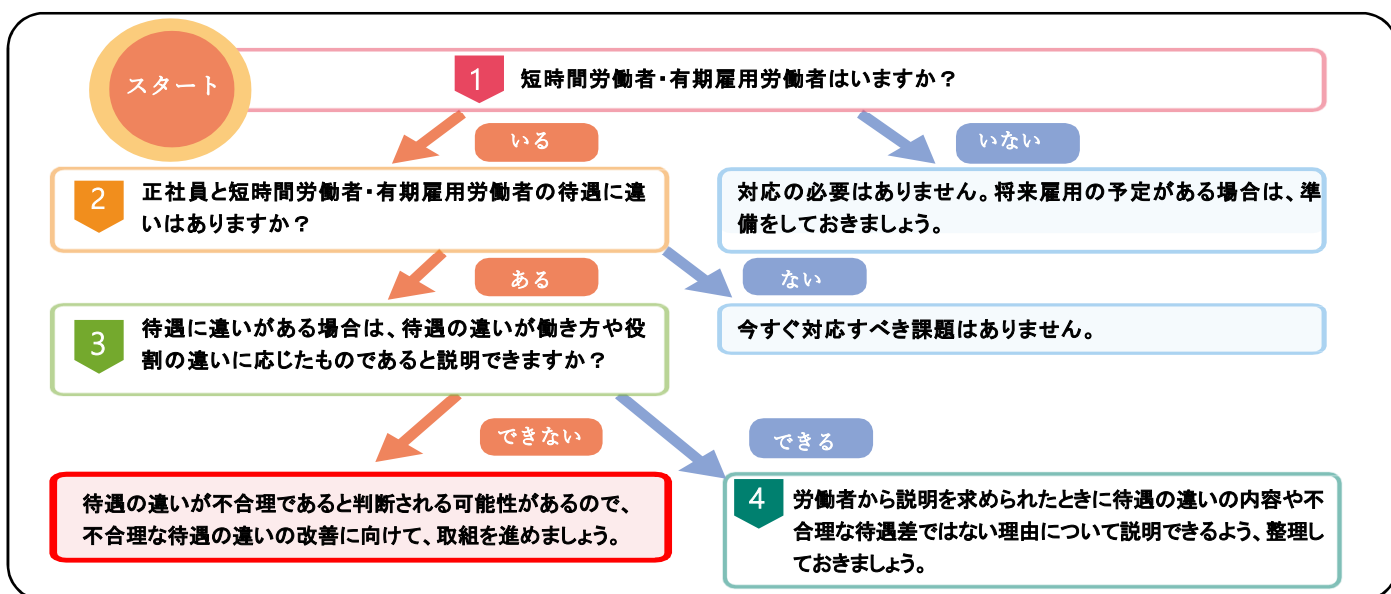 スタート
1
短時間労働者・有期雇用労働者はいますか？
いる
いない
2
正社員と短時間労働者・有期雇用労働者の待遇に違
いはありますか？
対応の必要はありません。将来雇用の予定がある場合は、準
備をしておきましょう。
ある
ない
3
待遇に違いがある場合は、待遇の違いが働き方や役
割の違いに応じたものであると説明できますか？
今すぐ対応すべき課題はありません。
できない
できる
待遇の違いが不合理であると判断される可能性があるので、
不合理な待遇の違いの改善に向けて、取組を進めましょう。
4
労働者から説明を求められたときに待遇の違いの内容や不
合理な待遇差ではない理由について説明できるよう、整理し
ておきましょう。